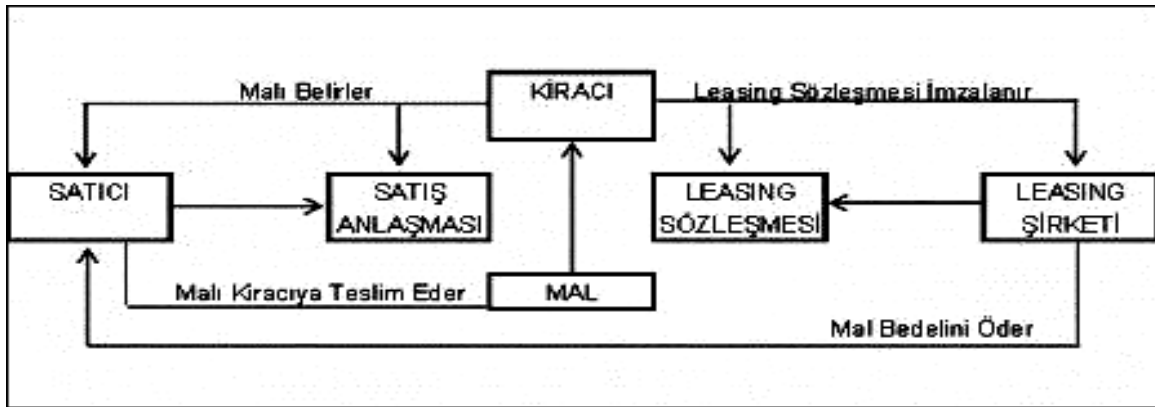 Malı Belirler
KİRACI
Leasing Sözleşmesi İmzalanır
SATICI
SATIŞ
ANLAŞMASI
LEASING
SÖZLEŞMESİ
LEASING
ŞİRKETİ
Malı Kiracıya Teslim Eder
MAL
Mal Bedelini Öder